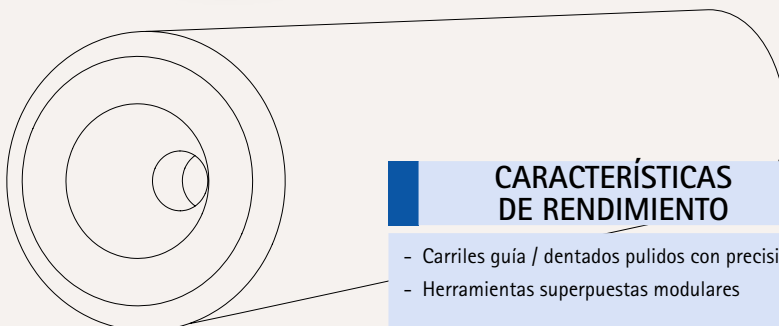 CARACTERÍSTICAS
DE RENDIMIENTO
- Carriles guía / dentados pulidos con
- Herramientas superpuestas modulares